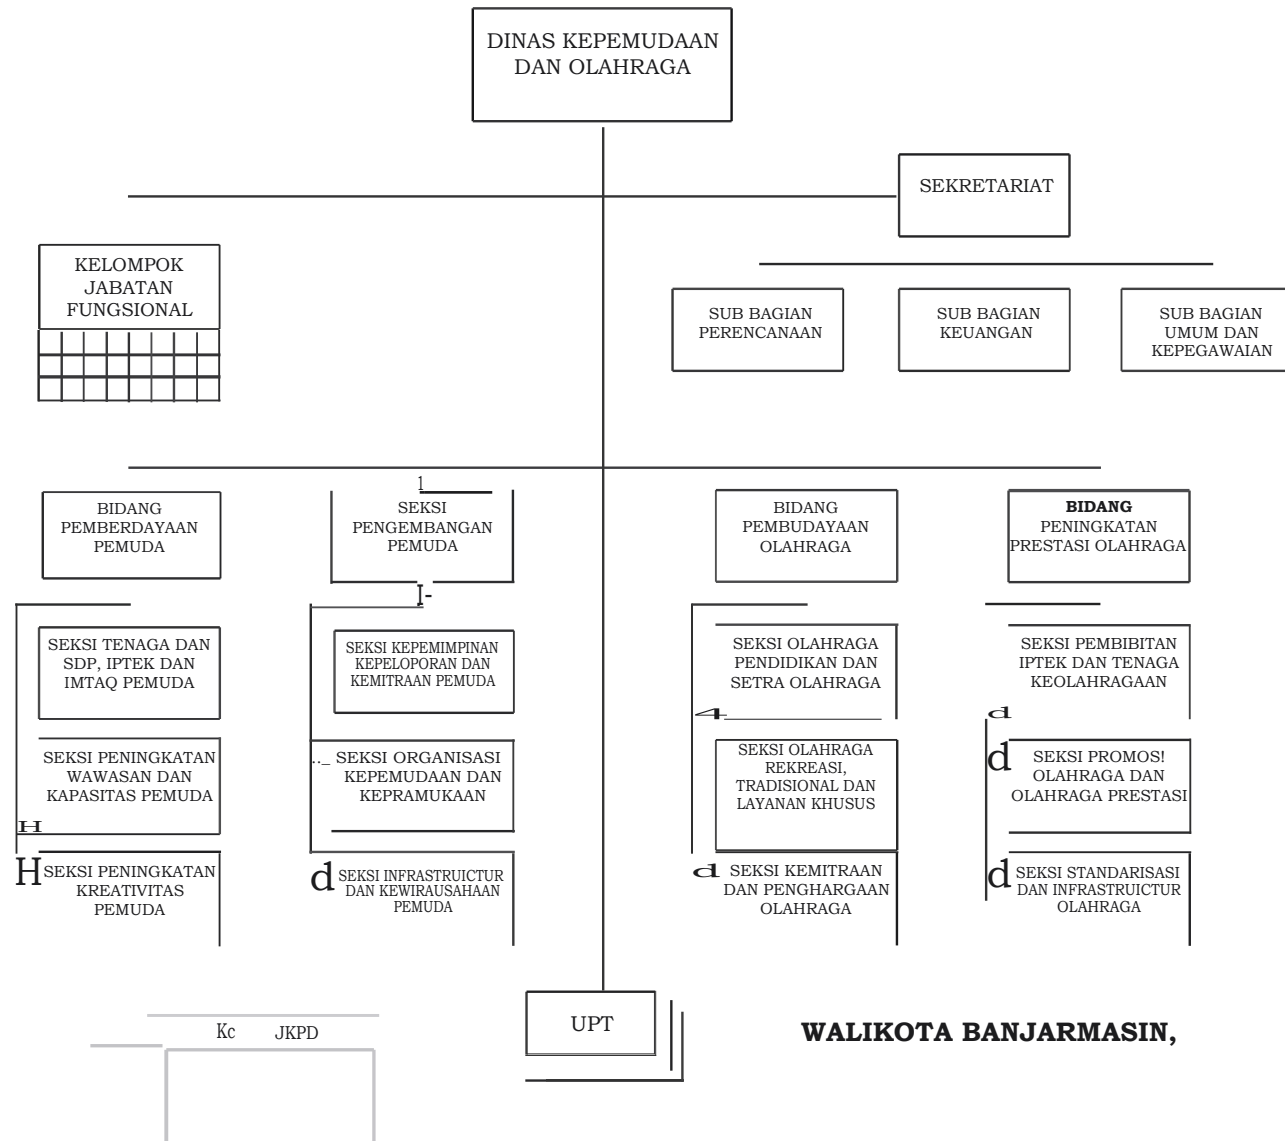 DINAS KEPEMUDAAN
DAN OLAHRAGA
SEKRETARIAT
KELOMPOK
JABATAN
FUNGSIONAL
SUB BAGIAN
PERENCANAAN
SUB BAGIAN
KEUANGAN
SUB BAGIAN
UMUM DAN
KEPEGAWAIAN
BIDANG
PEMBERDAYAAN
PEMUDA
1
SEKSI
PENGEMBANGAN
PEMUDA
I-
BIDANG
PEMBUDAYAAN
OLAHRAGA
BIDANG
PENINGKATAN
PRESTASI OLAHRAGA
SEKSI TENAGA DAN
SDP, IPTEK DAN
IMTAQ PEMUDA
SEKSI KEPEMIMPINAN
KEPELOPORAN DAN
KEMITRAAN PEMUDA
SEKSI OLAHRAGA
PENDIDIKAN DAN
SETRA OLAHRAGA
4
SEKSI PEMBIBITAN
IPTEK DAN TENAGA
KEOLAHRAGAAN
d
SEKSI PENINGKATAN
WAWASAN DAN
KAPASITAS PEMUDA
H
.._ SEKSI ORGANISASI
KEPEMUDAAN DAN
KEPRAMUKAAN
SEKSI OLAHRAGA
REKREASI,
TRADISIONAL DAN
LAYANAN KHUSUS
d SEKSI PROMOS!
OLAHRAGA DAN
OLAHRAGA PRESTASI
H SEKSI PENINGKATAN
KREATIVITAS
PEMUDA
d SEKSI INFRASTRUICTUR
DAN KEWIRAUSAHAAN
PEMUDA
d SEKSI KEMITRAAN
DAN PENGHARGAAN
OLAHRAGA
d SEKSI STANDARISASI
DAN INFRASTRUICTUR
OLAHRAGA
UPT
WALIKOTA BANJARMASIN,
Kc JKPD